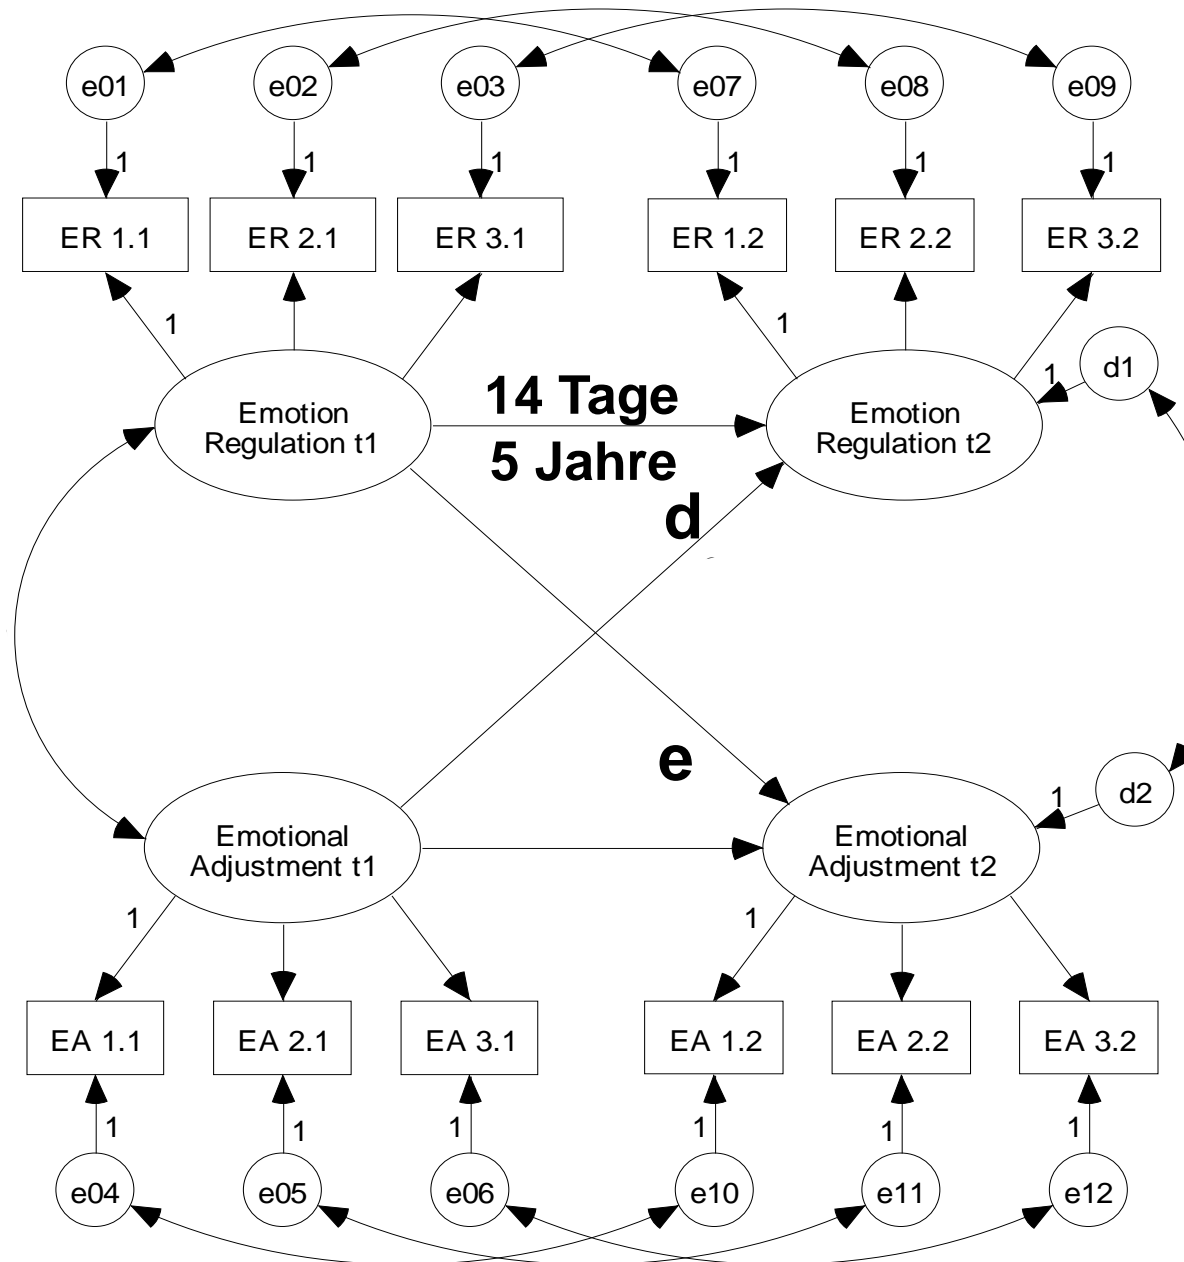 e01 e02 e03 e07 e08 e09
1 1 1 1 1 1
ER 1.1 ER 2.1 ER 3.1 ER 1.2 ER 2.2 ER 3.2
1 1
1 d1
Emotion
Regulation t1
14 Tage
5 Jahre
Emotion
Regulation t2
d
e
1 d2
Emotional
Adjustment t1
Emotional
Adjustment t2
1 1
EA 1.1 EA 2.1 EA 3.1 EA 1.2 EA 2.2 EA 3.2
1 1 1 1 1 1
e04 e05 e06 e10 e11 e12